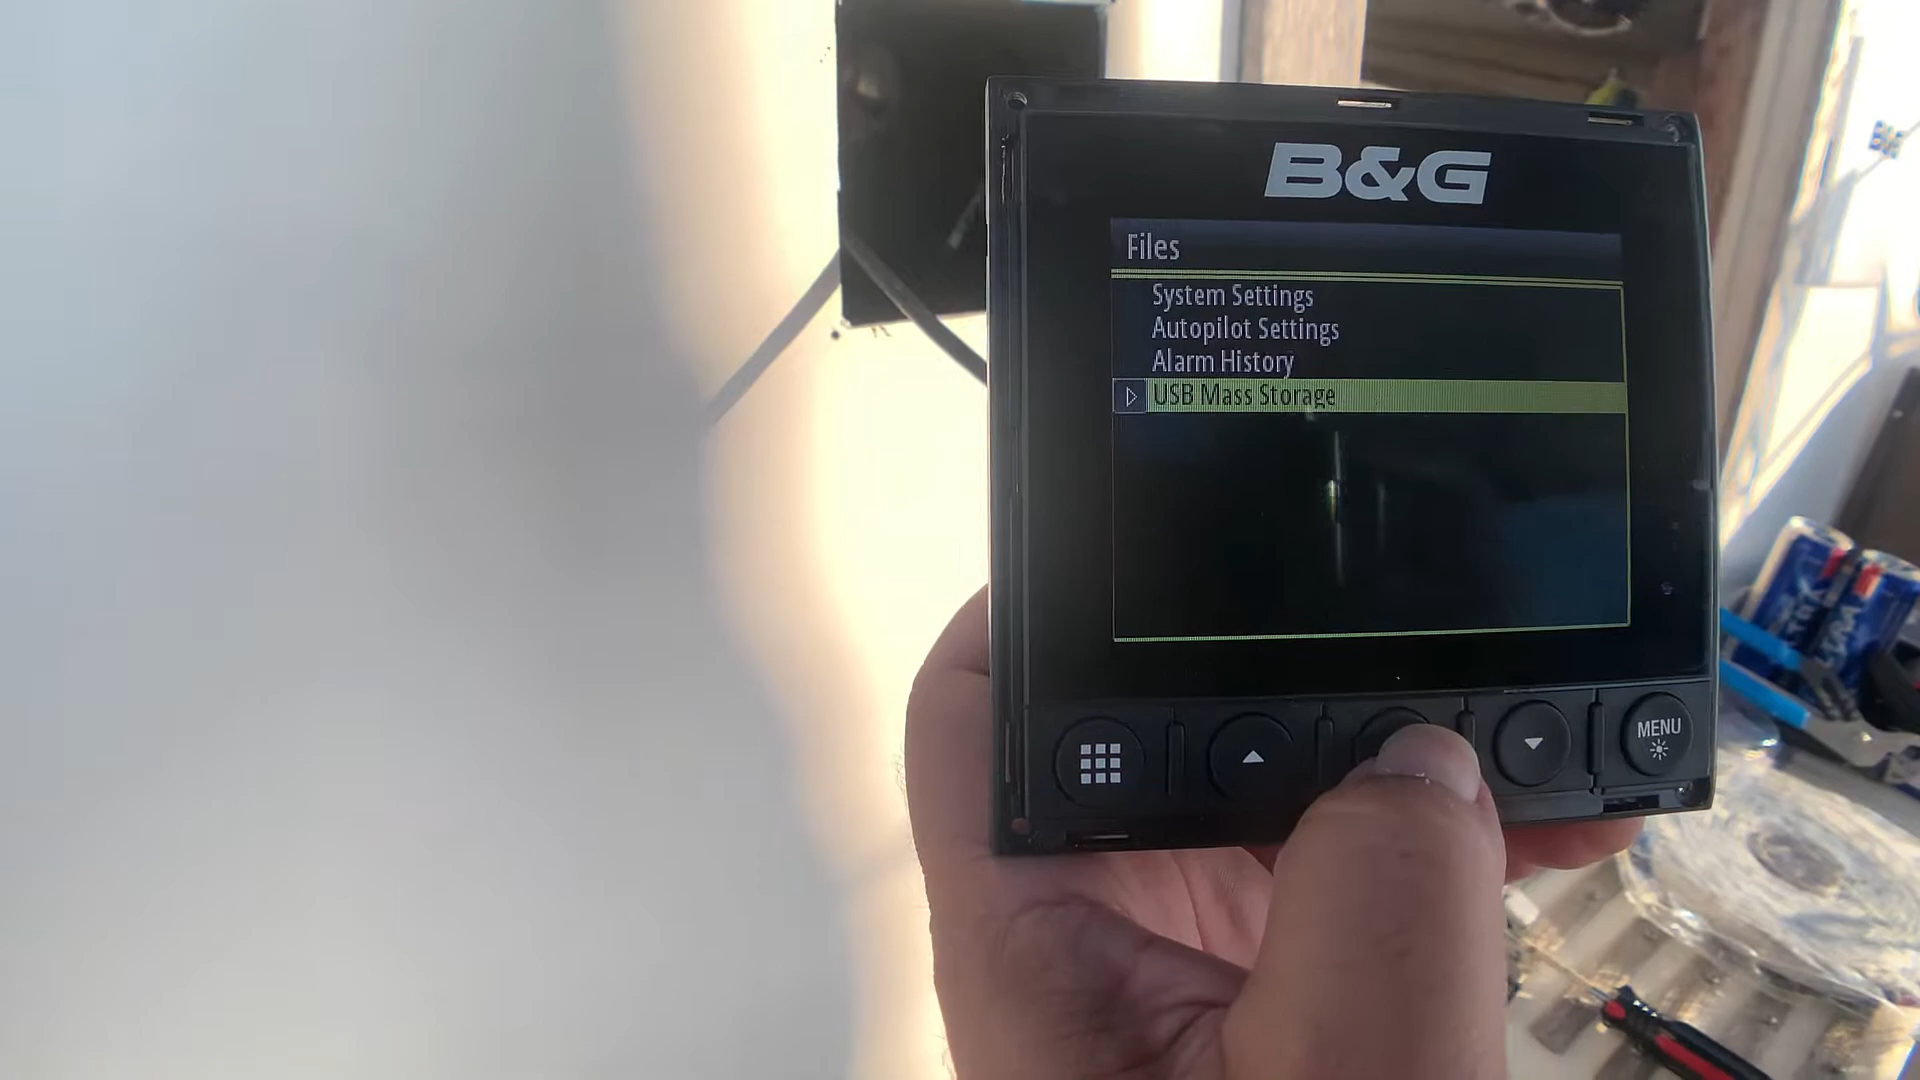 B&G
Files
System Settings
Autopilot Settings
Alarm History
USB Mass Storage
MENU